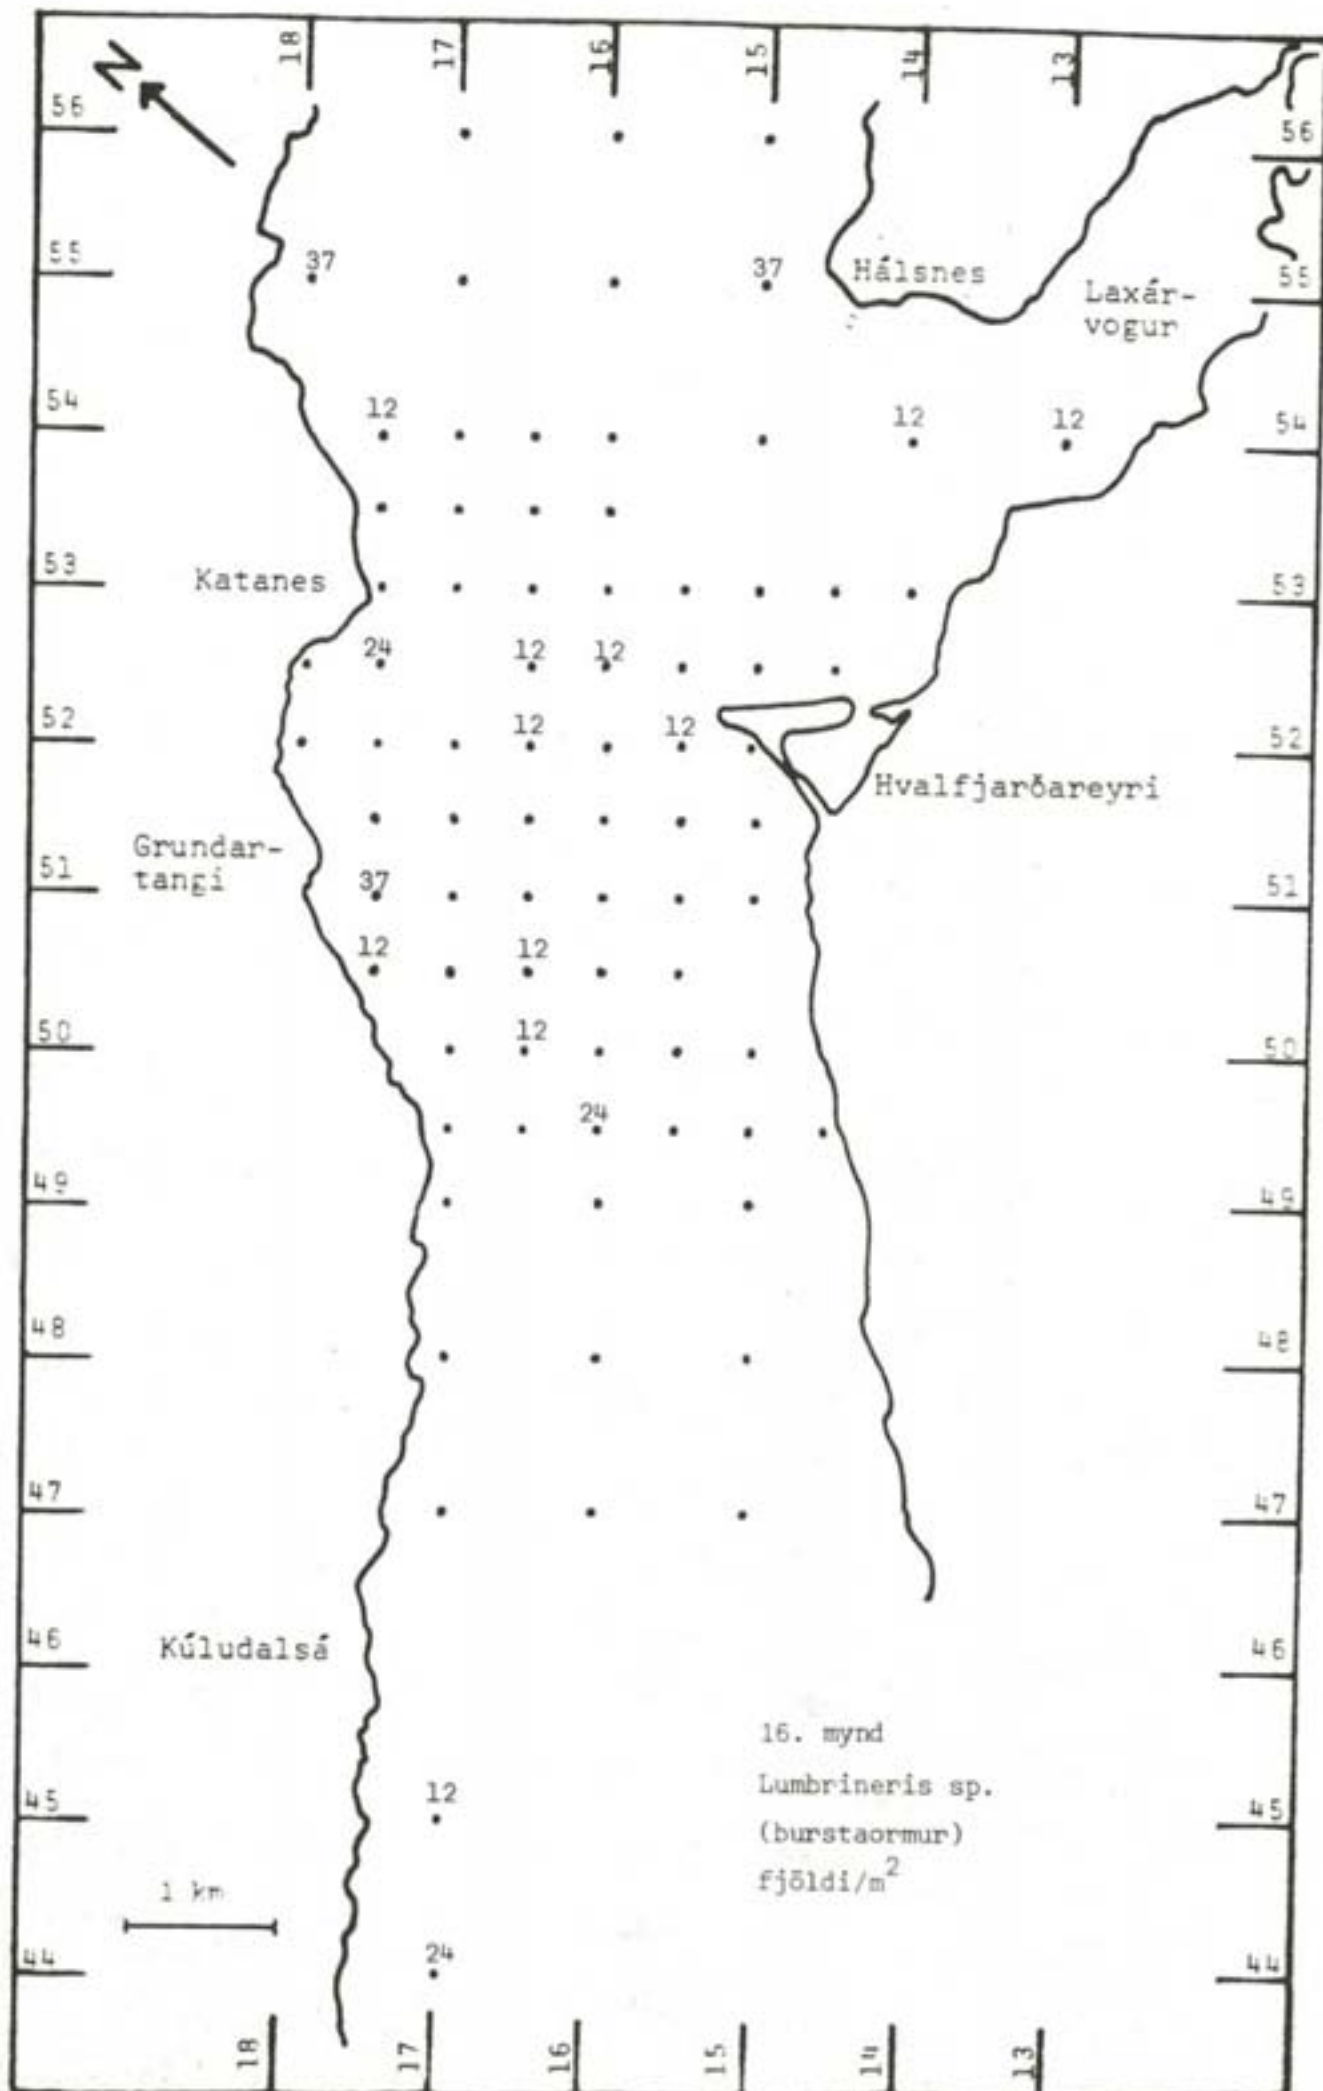 N
18 17 16 15 14 13
56 56
55 37 37 Hálsnes 55
Laxár-
vogur
54 12 12 12 54
53 Katanes 53
24 12 12
52 12 12 52
Hvalfjarðareyri
Grundar-
tangi
51 37 51
12 12
50 12 50
24
49 49
48 48
47 47
46 Kúludalsá 46
16. mynd
Lumbrineris sp.
45 12 45
(burstaormur)
fjöldi/m²
1 km
44 24 44
18 17 16 15 14 13